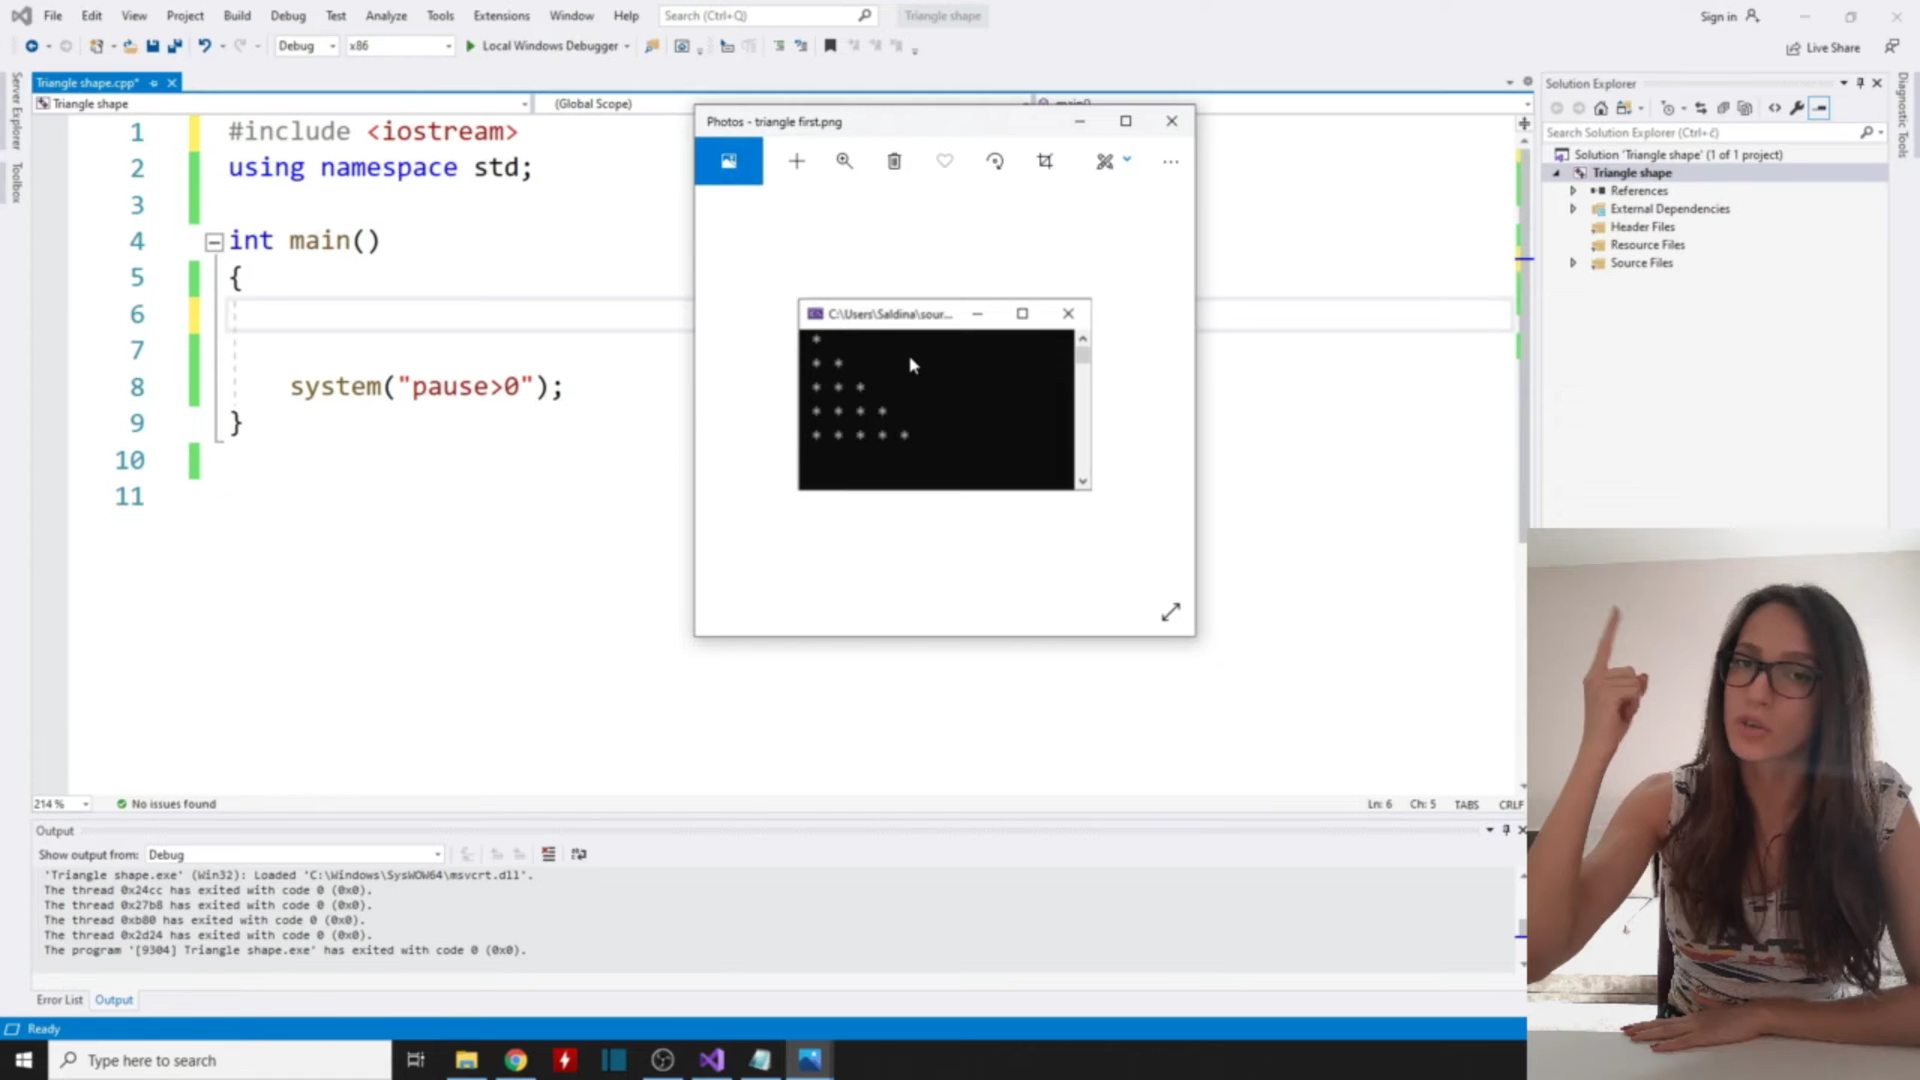 File Edit View Project Build Debug Test Analyze Tools Extensions Window Help Search (Ctrl+Q) Triangle shape Sign in
Debug x86 Local Windows Debugger Live Share
Server Explorer
Toolbox
Triangle shape.cpp*
Triangle shape (Global Scope) main()
1 #include <iostream>
2 using namespace std;
3
4 int main()
5 {
6
7
8 system("pause>0");
9 }
10
11
Photos - triangle first.png
C:\Users\Saldina\sour...
*
* *
* * *
* * * *
* * * * *
Solution Explorer
Search Solution Explorer (Ctrl+č)
Solution 'Triangle shape' (1 of 1 project)
Triangle shape
References
External Dependencies
Header Files
Resource Files
Source Files
Diagnostic Tools
214 % No issues found Ln: 6 Ch: 5 TABS CRLF
Output
Show output from: Debug
'Triangle shape.exe' (Win32): Loaded 'C:\Windows\SysWOW64\msvcrt.dll'.
The thread 0x24cc has exited with code 0 (0x0).
The thread 0x27b8 has exited with code 0 (0x0).
The thread 0xb80 has exited with code 0 (0x0).
The thread 0x2d24 has exited with code 0 (0x0).
The program '[9304] Triangle shape.exe' has exited with code 0 (0x0).
Error List Output
Ready
Type here to search